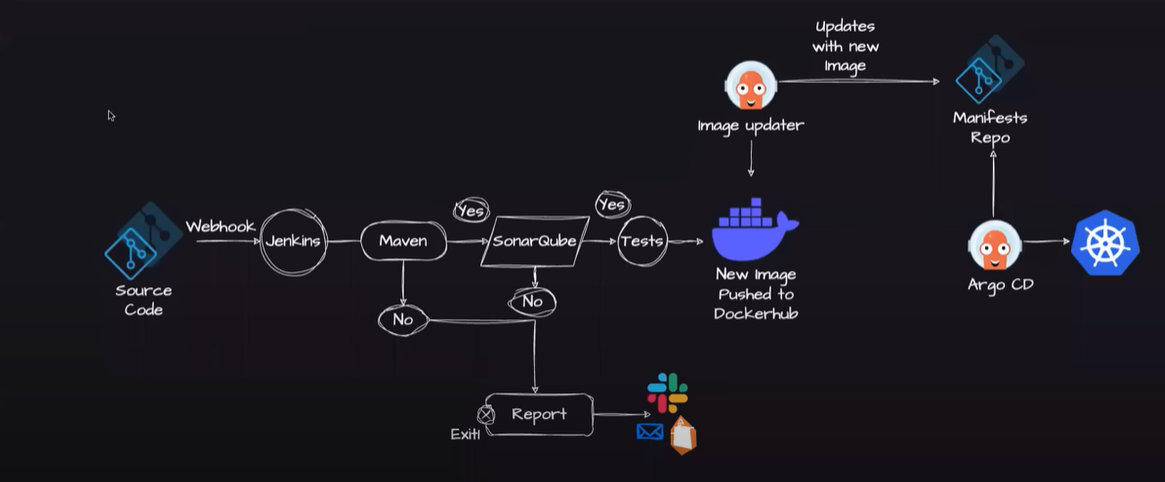 Updates
with new
Image
Image updater
Manifests
Repo
Webhook
Jenkins
Maven
Yes
SonarQube
Yes
Tests
Source
Code
No
No
New Image
Pushed to
Dockerhub
Argo CD
Report
Exit!